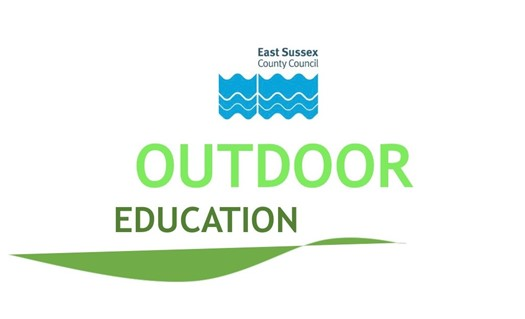 East Sussex
County Council
OUTDOOR
EDUCATION